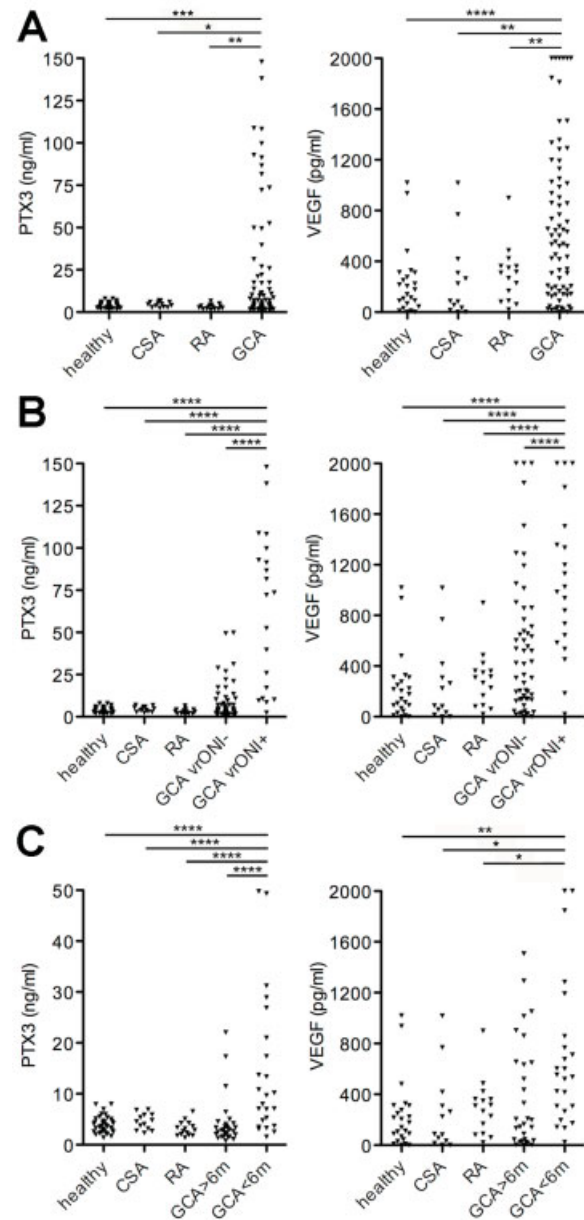 A
***
*
**
150
125
100
75
50
25
0
PTX3 (ng/ml)
healthy
CSA
RA
GCA
****
**
**
2000
1600
1200
800
400
0
VEGF (pg/ml)
healthy
CSA
RA
GCA
B
****
****
****
****
150
125
100
75
50
25
0
PTX3 (ng/ml)
healthy
CSA
RA
GCA vrONI-
GCA vrONI+
****
****
****
****
2000
1600
1200
800
400
0
VEGF (pg/ml)
healthy
CSA
RA
GCA vrONI-
GCA vrONI+
C
****
****
****
****
50
40
30
20
10
0
PTX3 (ng/ml)
healthy
CSA
RA
GCA>6m
GCA<6m
**
*
*
2000
1600
1200
800
400
0
VEGF (pg/ml)
healthy
CSA
RA
GCA>6m
GCA<6m